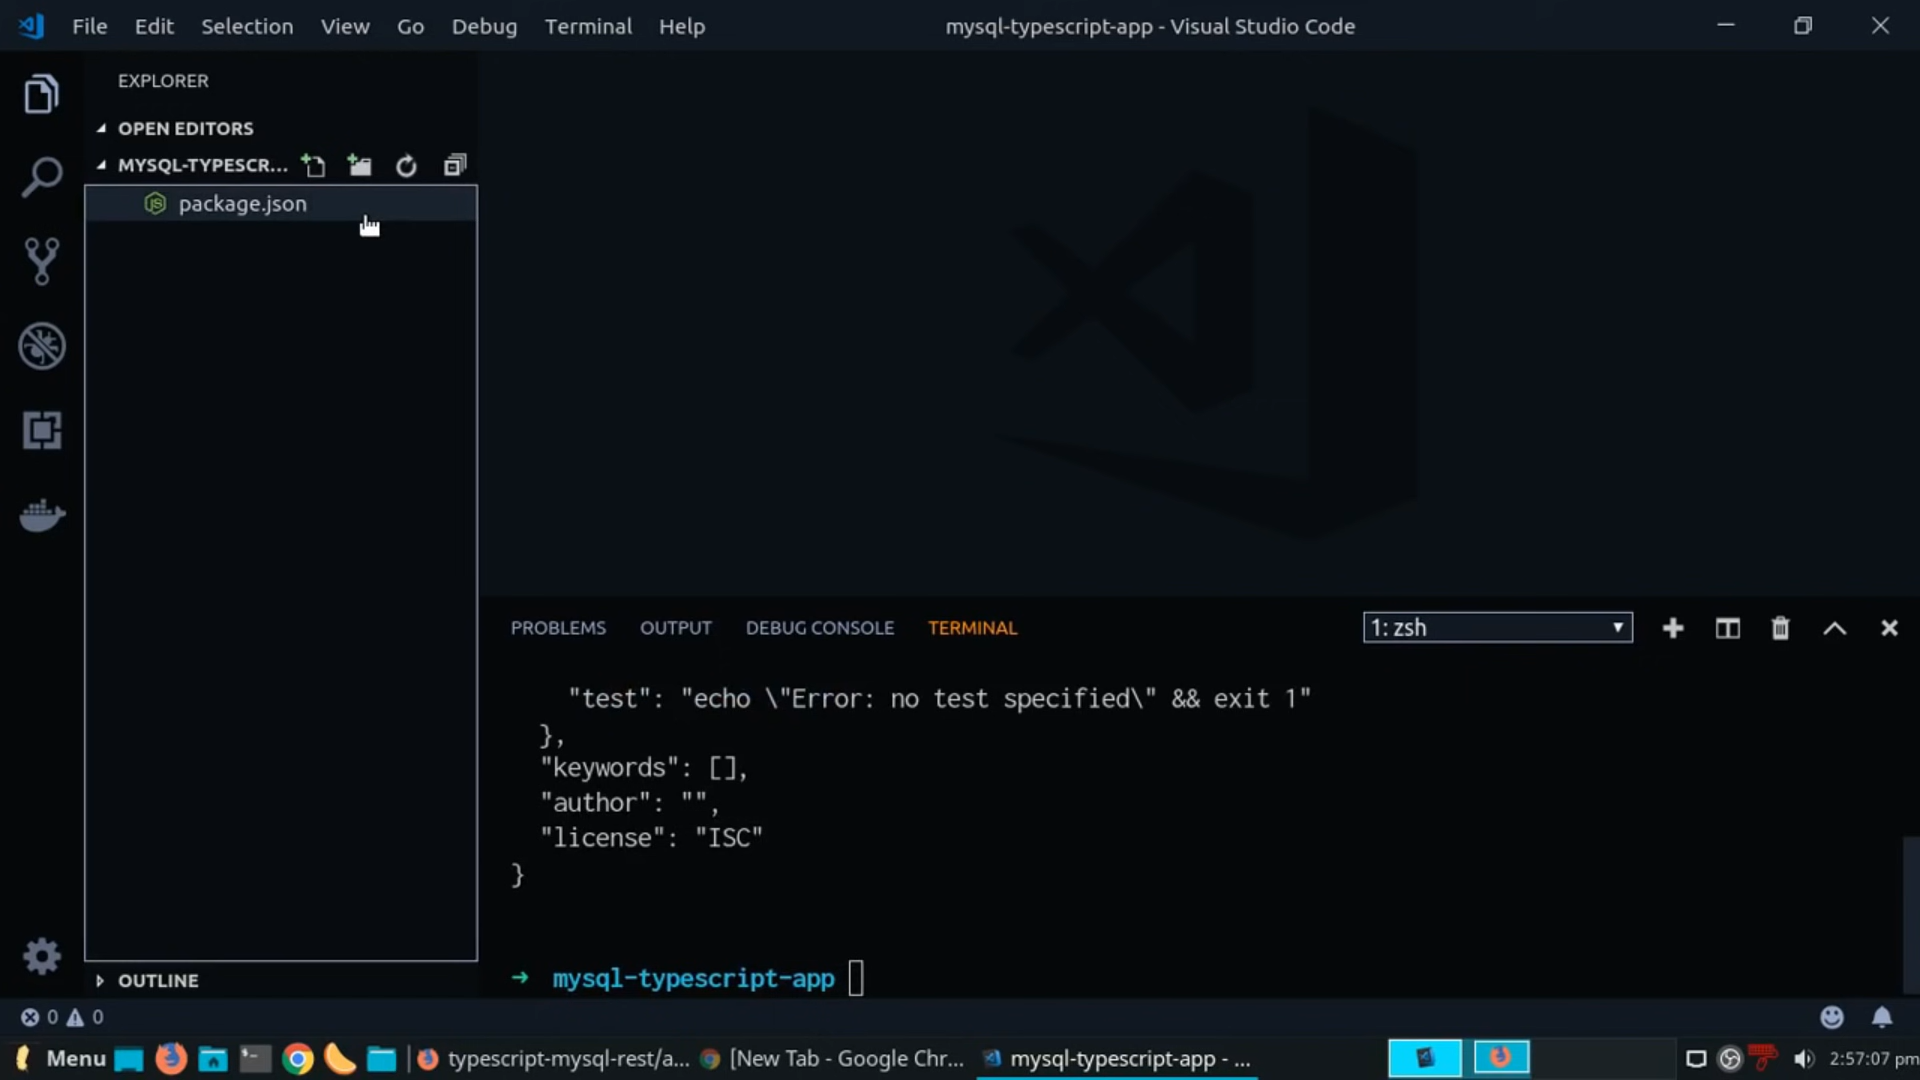 File Edit Selection View Go Debug Terminal Help mysql-typescript-app - Visual Studio Code
EXPLORER
OPEN EDITORS
MYSQL-TYPESCR...
package.json
PROBLEMS OUTPUT DEBUG CONSOLE TERMINAL 1: zsh
"test": "echo \"Error: no test specified\" && exit 1"
},
"keywords": [],
"author": "",
"license": "ISC"
}
→ mysql-typescript-app
OUTLINE
0 0
Menu typescript-mysql-rest/a... [New Tab - Google Chr... mysql-typescript-app - ... 2:57:07 pm